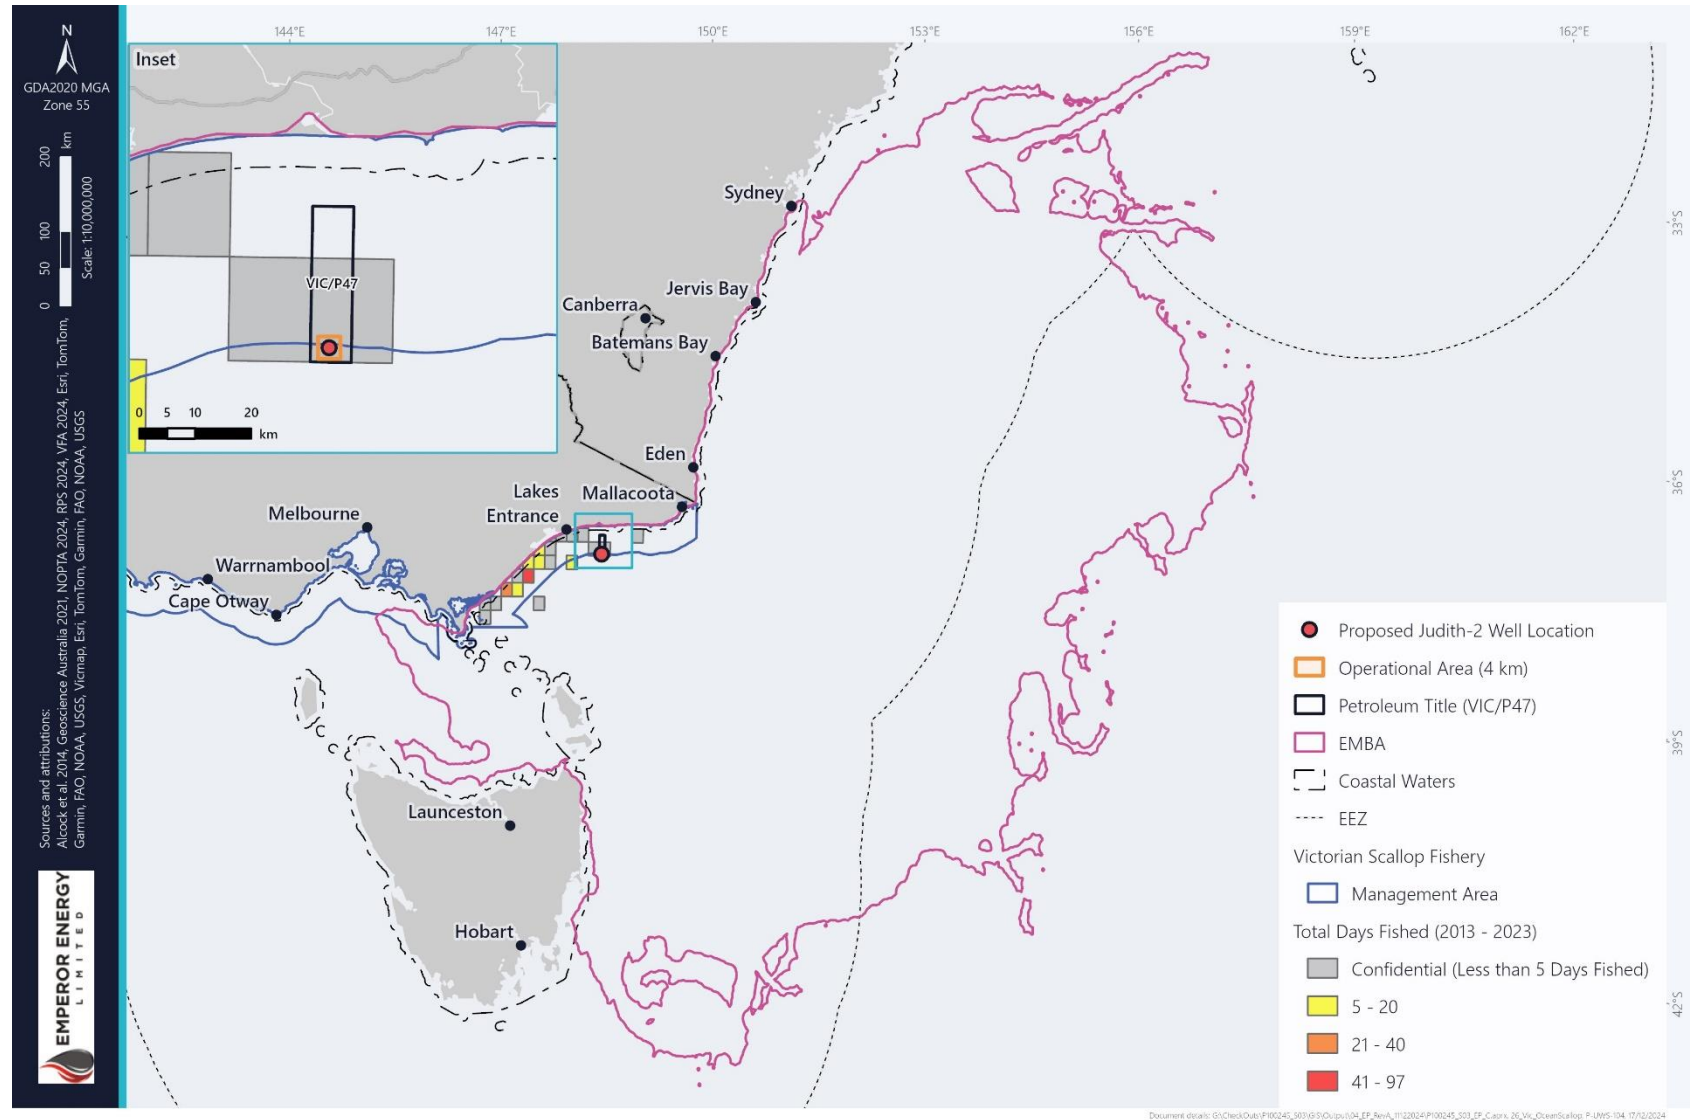 N
GDA2020 MGA
Zone 55
0 50 100 200
km
Scale: 1:10,000,000
Sources and attributions:
Alcock et al. 2014, Geoscience Australia 2021, NOPTA 2024, RPS 2024, VFA 2024, Esri, TomTom,
Garmin, FAO, NOAA, USGS, Vicmap, Esri, TomTom, Garmin, FAO, NOAA, USGS
EMPEROR ENERGY
LIMITED
144°E 147°E 150°E 153°E 156°E 159°E 162°E
33°S
36°S
39°S
42°S
Inset
VIC/P47
0 5 10 20
km
Sydney
Jervis Bay
Canberra
Batemans Bay
Eden
Lakes
Entrance
Mallacoota
Melbourne
Warrnambool
Cape Otway
Launceston
Hobart
Proposed Judith-2 Well Location
Operational Area (4 km)
Petroleum Title (VIC/P47)
EMBA
Coastal Waters
EEZ
Victorian Scallop Fishery
Management Area
Total Days Fished (2013 - 2023)
Confidential (Less than 5 Days Fished)
5 - 20
21 - 40
41 - 97